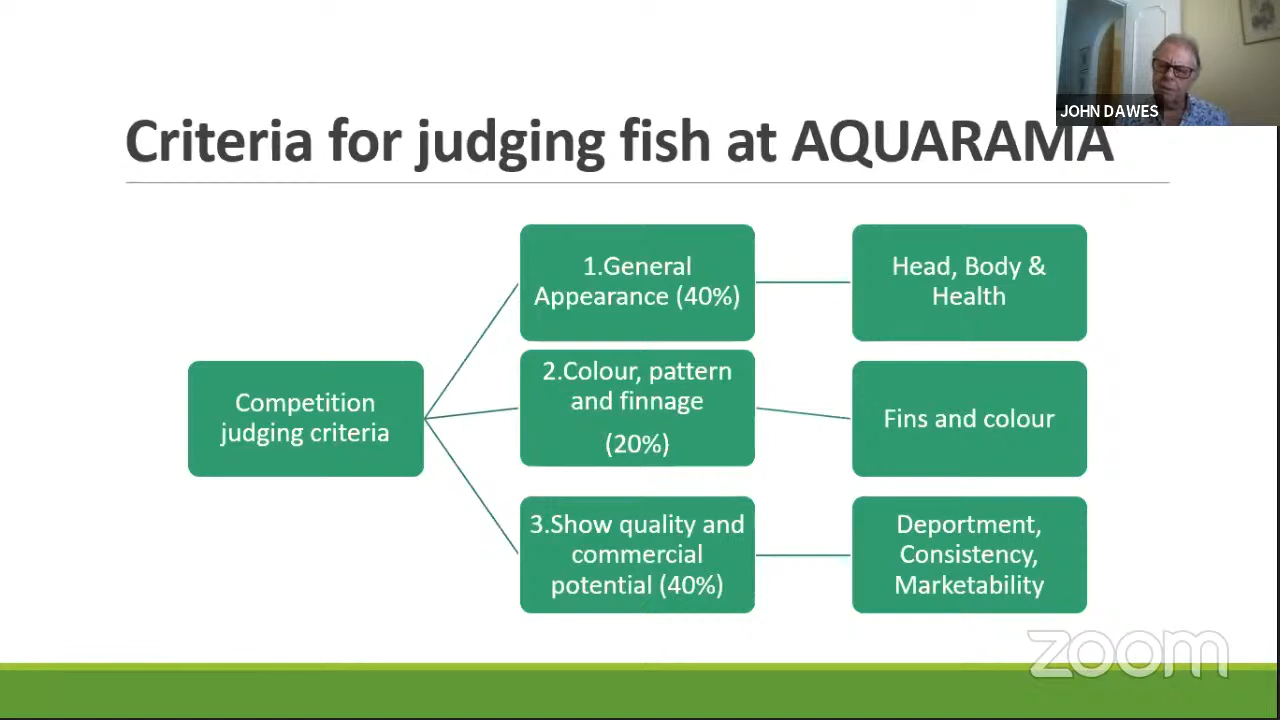 JOHN DAWES
Criteria for judging fish at AQUARAMA
Competition
judging criteria
1.General
Appearance (40%)
Head, Body &
Health
2.Colour, pattern
and finnage
(20%)
Fins and colour
3.Show quality and
commercial
potential (40%)
Deportment,
Consistency,
Marketability
zoom